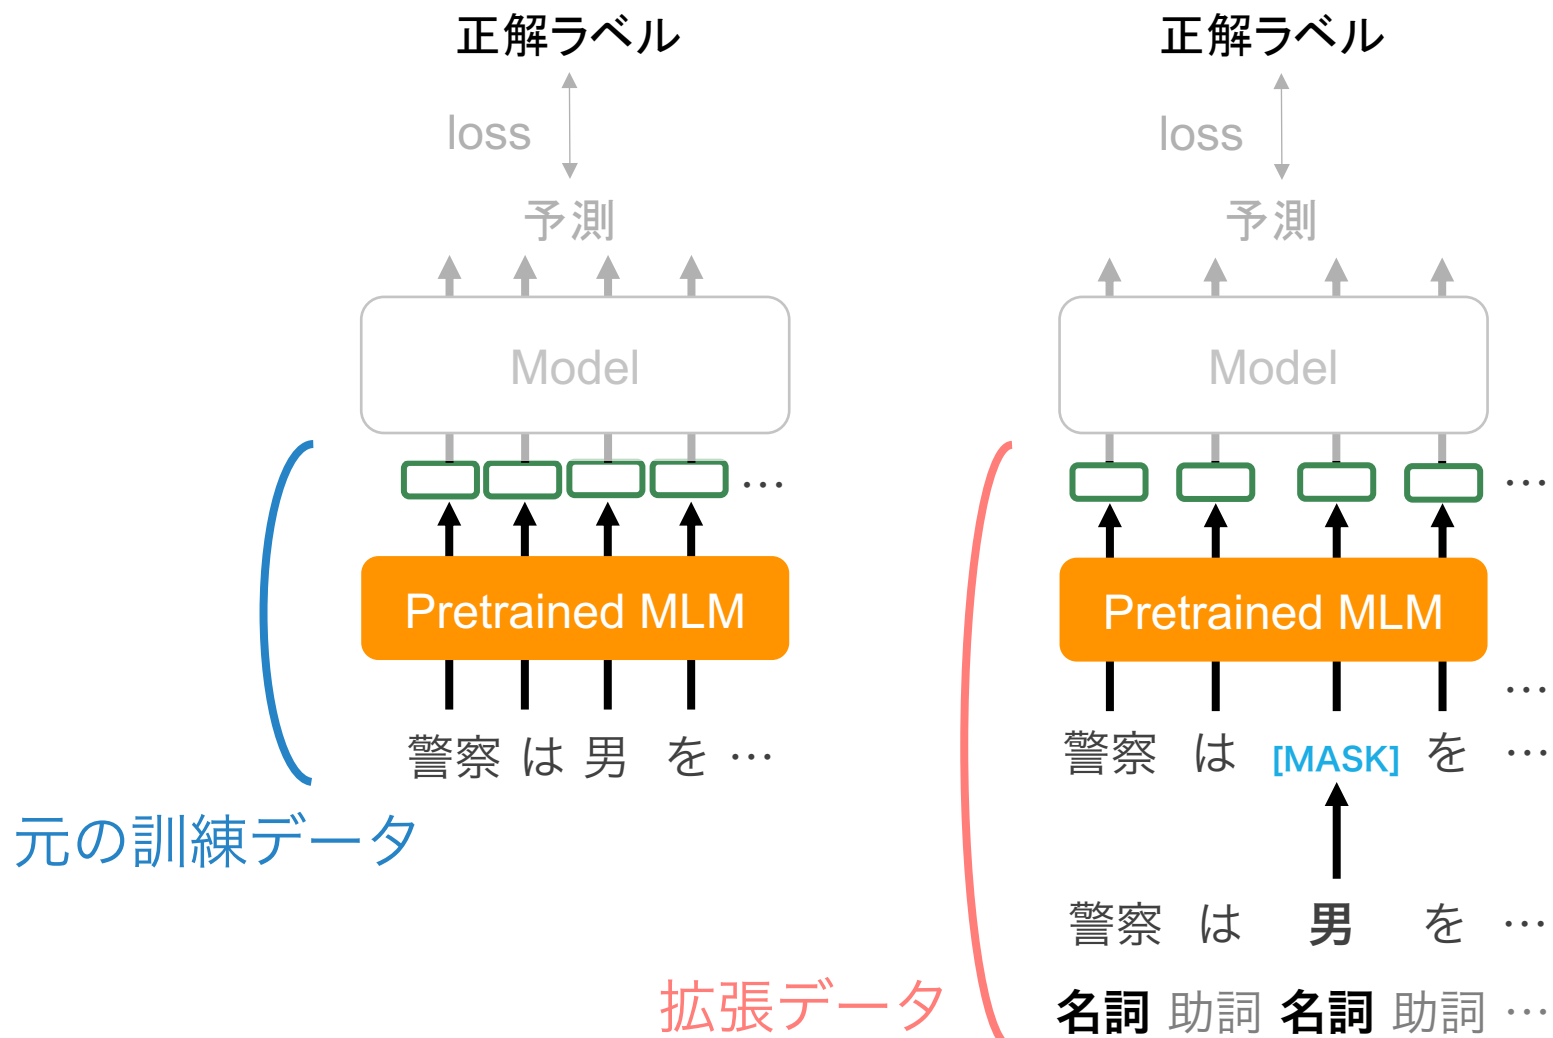 正解ラベル
loss
予測
Model
…
Pretrained MLM
警察 は 男 を …
元の訓練データ
正解ラベル
loss
予測
Model
…
Pretrained MLM
…
警察 は [MASK] を …
警察 は 男 を …
名詞 助詞 名詞 助詞 …
拡張データ